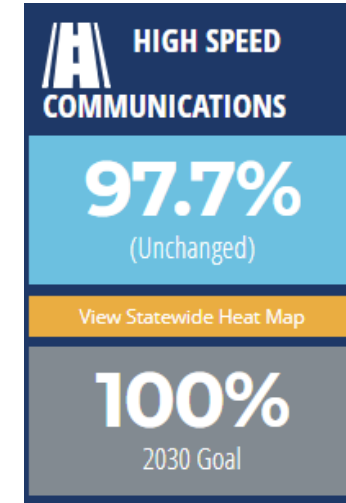 HIGH SPEED
COMMUNICATIONS
97.7%
(Unchanged)
View Statewide Heat Map
100%
2030 Goal